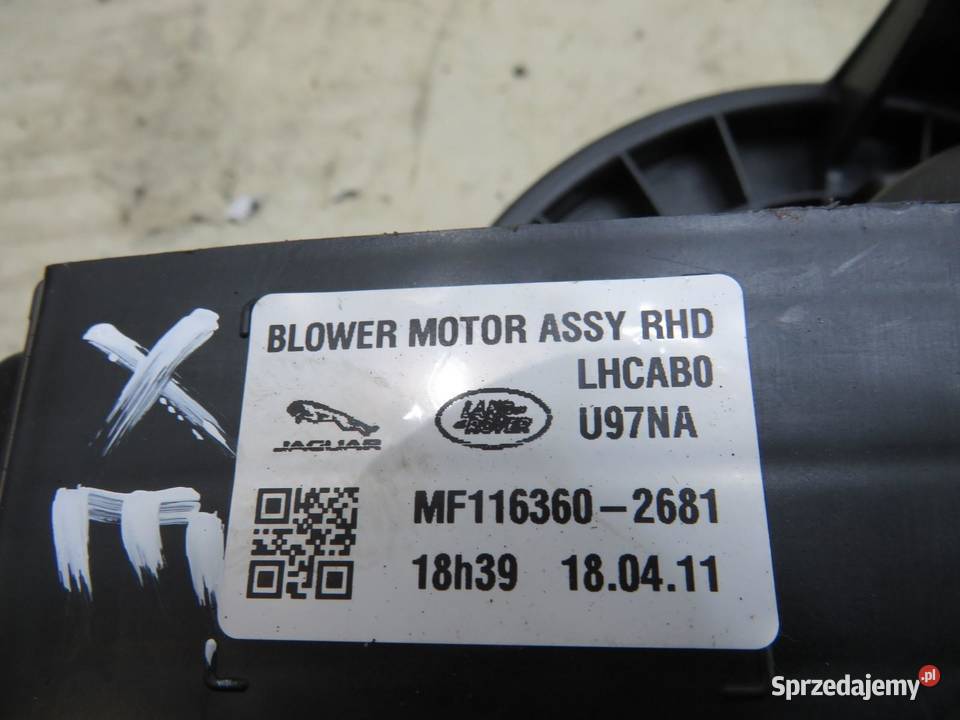 BLOWER MOTOR ASSY RHD
LHCAB0
JAGUAR
LAND ROVER
U97NA
MF116360-2681
18h39 18.04.11
X
E
Sprzedajemy.pl